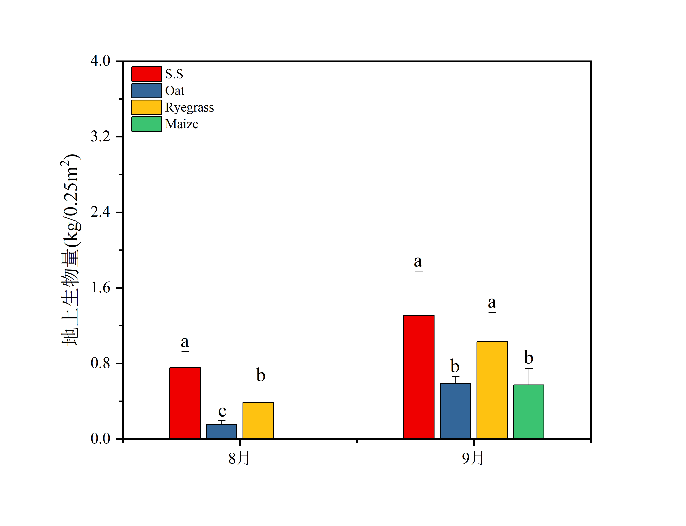 4.0
3.2
2.4
1.6
0.8
0.0
地上生物量(kg/0.25m²)
S.S
Oat
Ryegrass
Maize
a
c
b
a
b
a
b
8月
9月